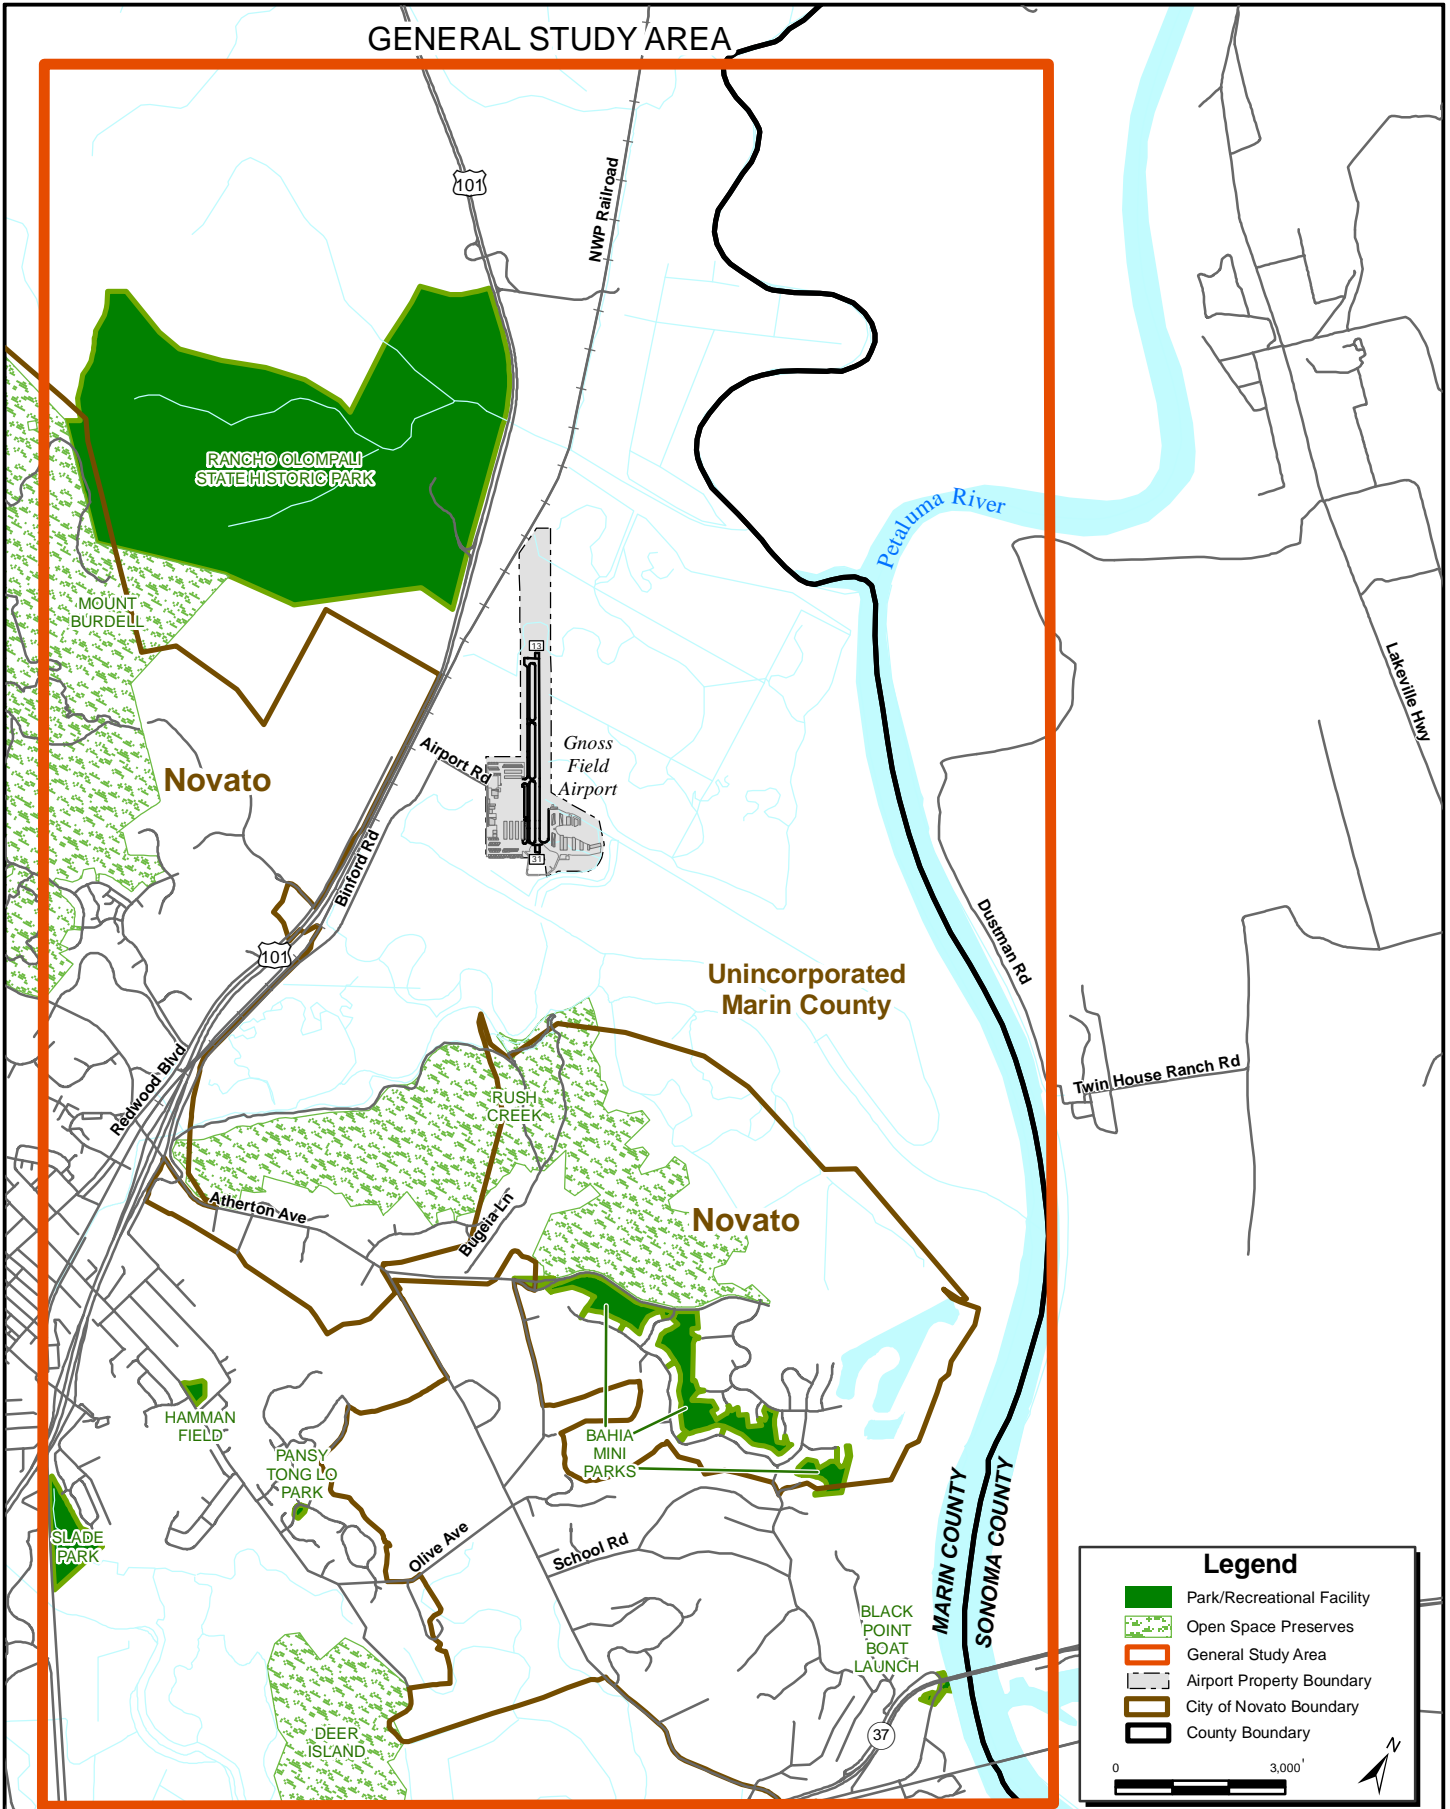 GENERAL STUDY AREA
101
NWP Railroad
RANCHO OLOMPALI
STATE HISTORIC PARK
Petaluma River
MOUNT
BURDELL
13
Lakeville Hwy
Airport Rd
Gnoss
Field
Airport
Novato
31
Binford Rd
101
Dustman Rd
Unincorporated
Marin County
Redwood Blvd
Twin House Ranch Rd
RUSH
CREEK
Atherton Ave
Bugeia Ln
Novato
HAMMAN
FIELD
BAHIA
MINI
PARKS
PANSY
TONG LO
PARK
SLADE
PARK
Olive Ave
School Rd
MARIN COUNTY
SONOMA COUNTY
BLACK
POINT
BOAT
LAUNCH
DEER
ISLAND
37
Legend
Park/Recreational Facility
Open Space Preserves
General Study Area
Airport Property Boundary
City of Novato Boundary
County Boundary
0 3,000'
N